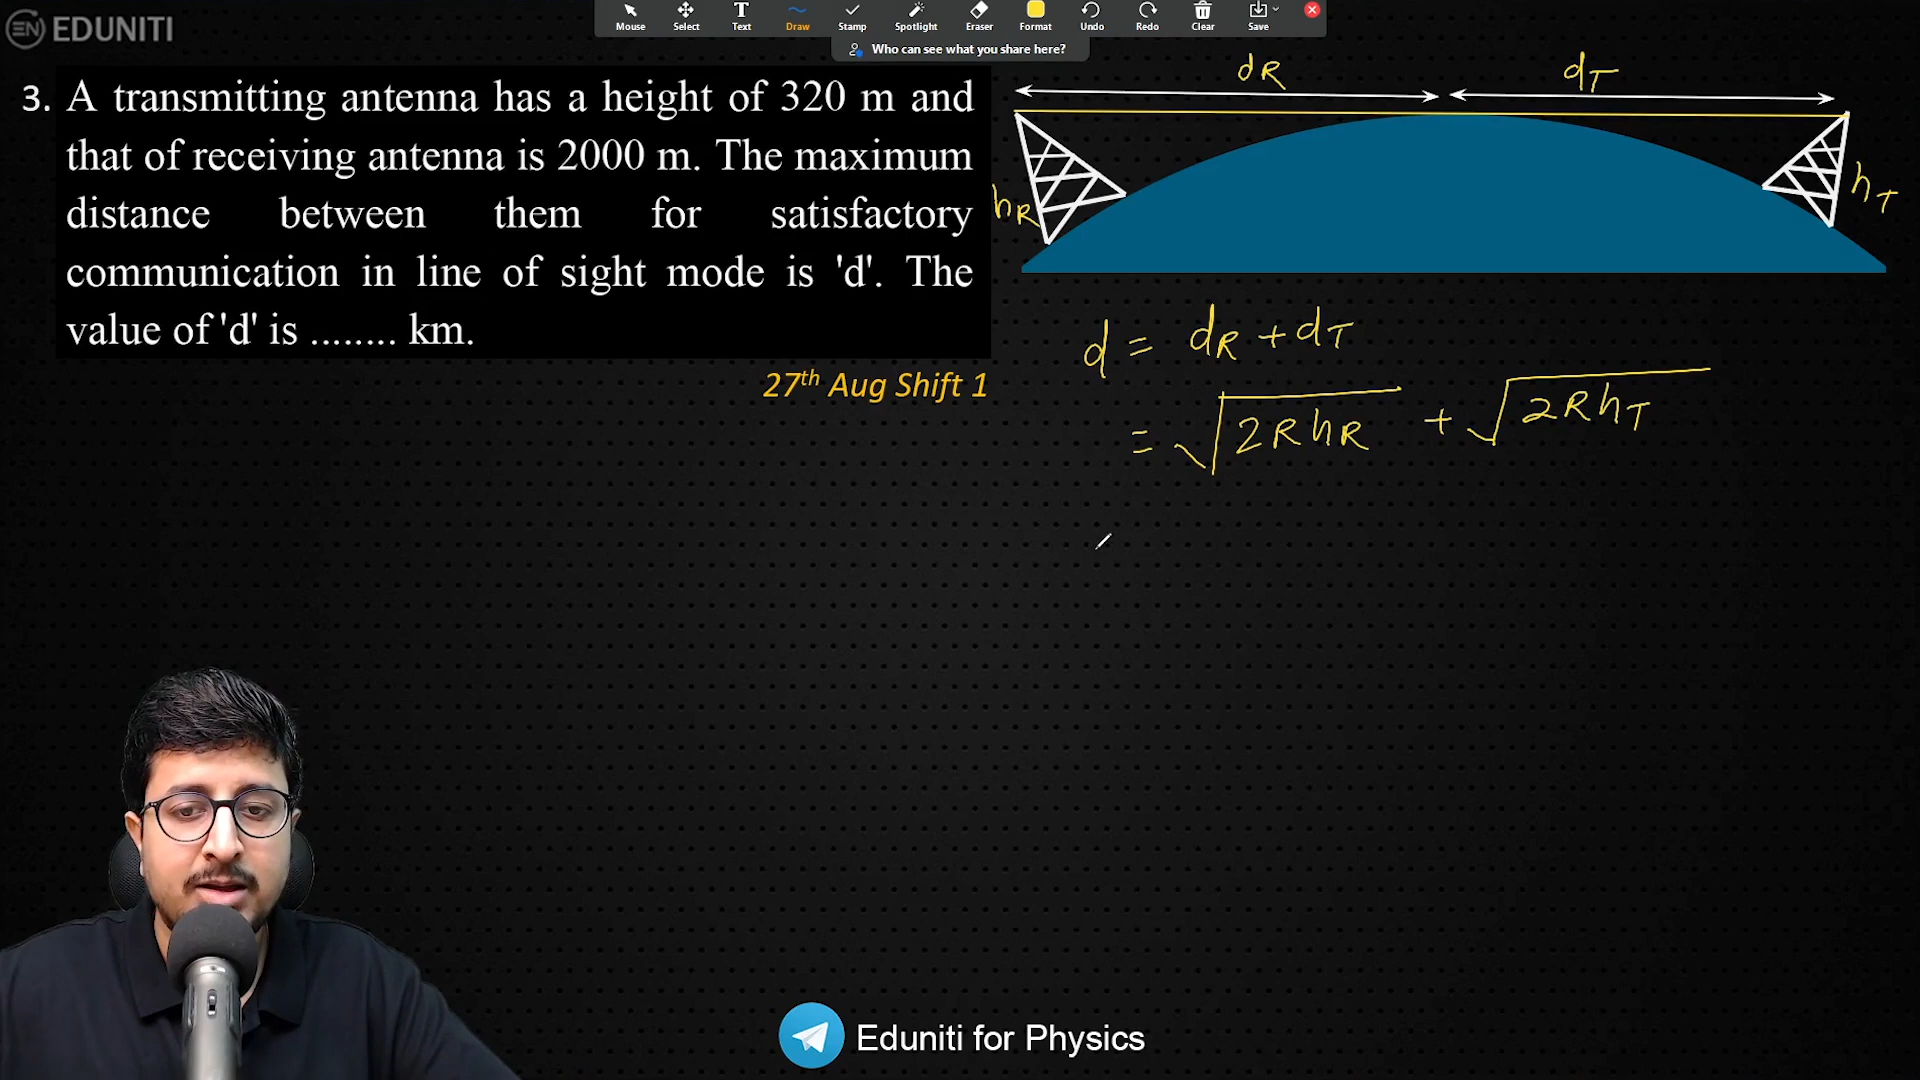 EN EDUNITI
Mouse Select Text Draw Stamp Spotlight Eraser Format Undo Redo Clear Save
Who can see what you share here?
3. A transmitting antenna has a height of 320 m and
that of receiving antenna is 2000 m. The maximum
distance between them for satisfactory
communication in line of sight mode is 'd'. The
value of 'd' is ........ km.
27th Aug Shift 1
dR dT
hR hT
d = dR + dT
= √2RhR + √2RhT
Eduniti for Physics